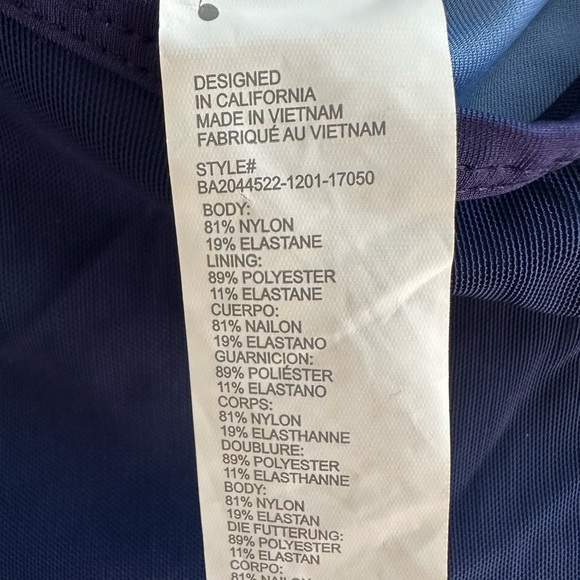 DESIGNED
IN CALIFORNIA
MADE IN VIETNAM
FABRIQUÉ AU VIETNAM
STYLE#
BA2044522-1201-17050
BODY:
81% NYLON
19% ELASTANE
LINING:
89% POLYESTER
11% ELASTANE
CUERPO:
81% NAILON
19% ELASTANO
GUARNICION:
89% POLIÉSTER
11% ELASTANO
CORPS:
81% NYLON
19% ELASTHANNE
DOUBLURE:
89% POLYESTER
11% ELASTHANNE
BODY:
81% NYLON
19% ELASTAN
DIE FUTTERUNG:
89% POLYESTER
11% ELASTAN
CORPO:
81% NAILON